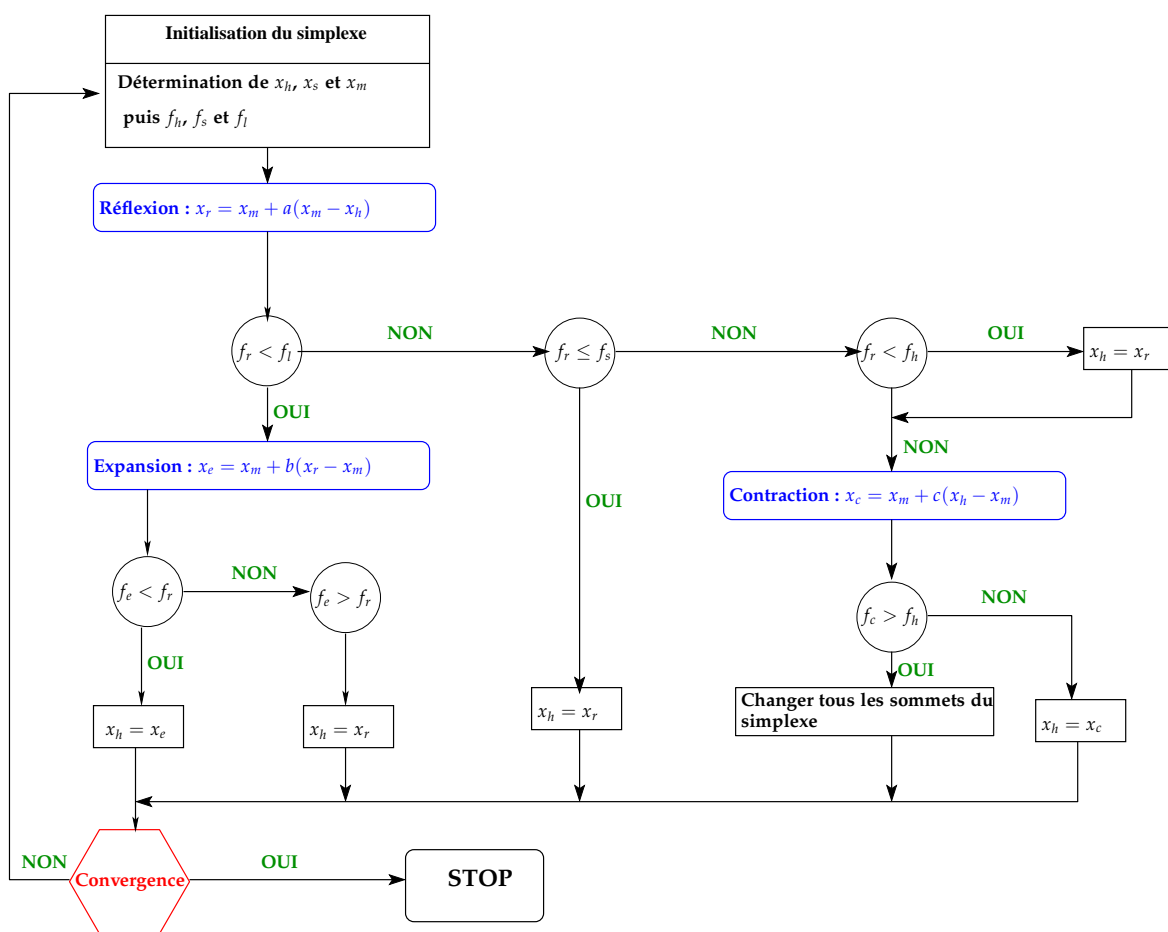 Initialisation du simplexe
Détermination de x_h, x_s et x_m
puis f_h, f_s et f_l
Réflexion : x_r = x_m + a(x_m − x_h)
f_r < f_l
NON
f_r ≤ f_s
NON
f_r < f_h
OUI
x_h = x_r
OUI
NON
Expansion : x_e = x_m + b(x_r − x_m)
Contraction : x_c = x_m + c(x_h − x_m)
OUI
f_e < f_r
NON
f_e > f_r
f_c > f_h
NON
OUI
OUI
x_h = x_e
x_h = x_r
x_h = x_r
Changer tous les sommets du
simplexe
x_h = x_c
NON
Convergence
OUI
STOP